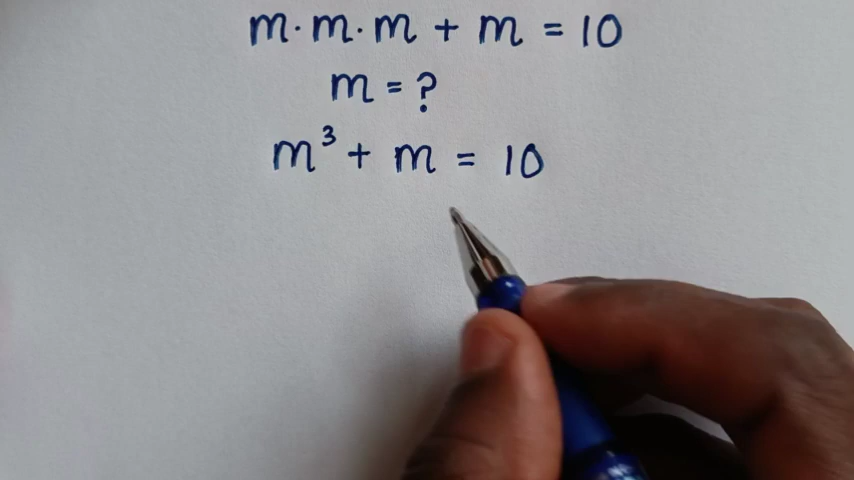 m·m·m + m = 10
m = ?
m³ + m = 10